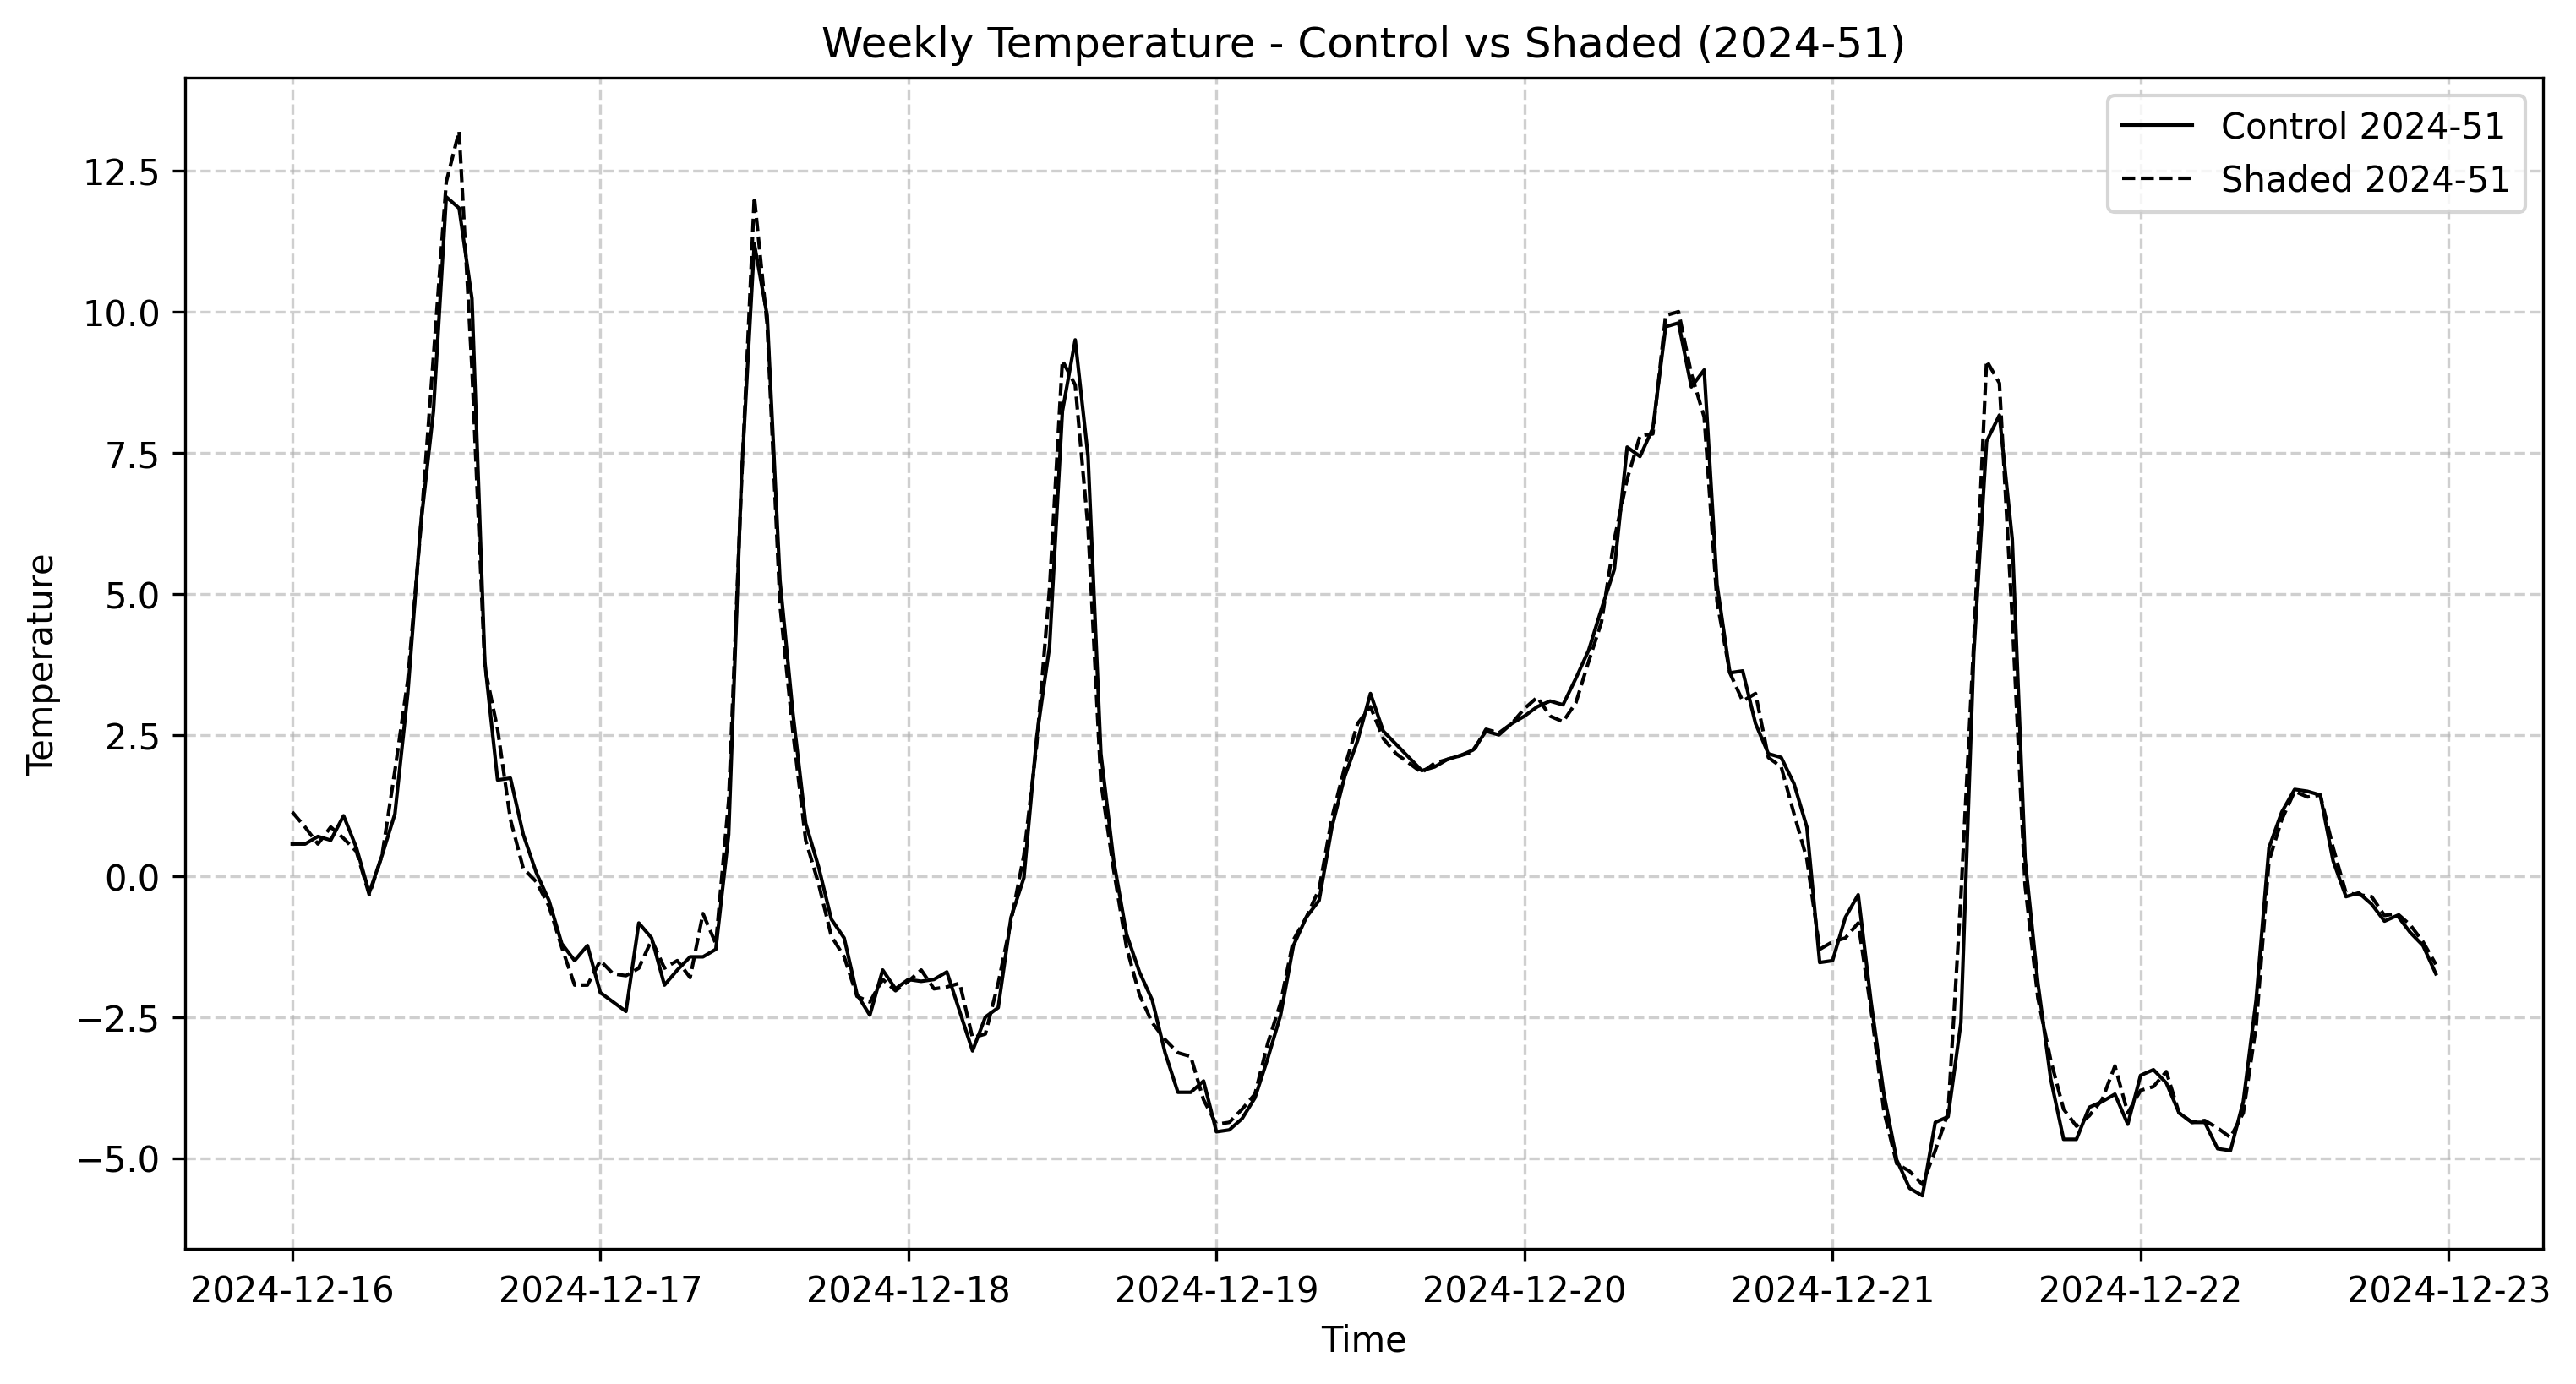 Weekly Temperature - Control vs Shaded (2024-51)
Control 2024-51
Shaded 2024-51
Temperature
12.5
10.0
7.5
5.0
2.5
0.0
−2.5
−5.0
2024-12-16 2024-12-17 2024-12-18 2024-12-19 2024-12-20 2024-12-21 2024-12-22 2024-12-23
Time